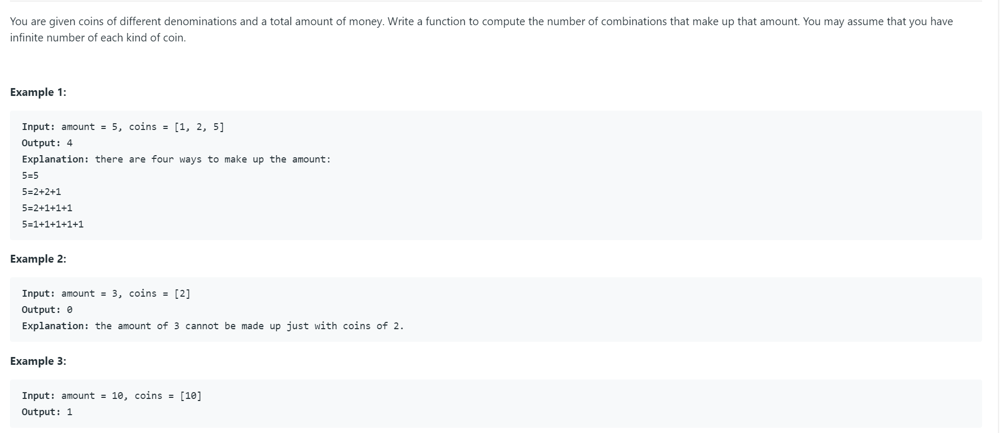 You are given coins of different denominations and a total amount of money. Write a function to compute the number of combinations that make up that amount. You may assume that you have
infinite number of each kind of coin.
Example 1:
Input: amount = 5, coins = [1, 2, 5]
Output: 4
Explanation: there are four ways to make up the amount:
5=5
5=2+2+1
5=2+1+1+1
5=1+1+1+1+1
Example 2:
Input: amount = 3, coins = [2]
Output: 0
Explanation: the amount of 3 cannot be made up just with coins of 2.
Example 3:
Input: amount = 10, coins = [10]
Output: 1